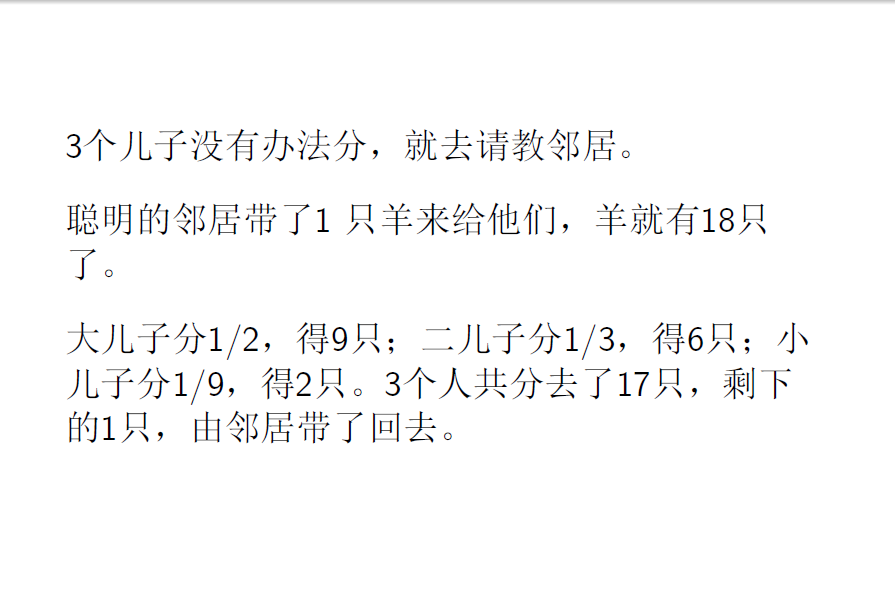 3个儿子没有办法分，就去请教邻居。
聪明的邻居带了1 只羊来给他们，羊就有18只
了。
大儿子分1/2，得9只；二儿子分1/3，得6只；小
儿子分1/9，得2只。3个人共分去了17只，剩下
的1只，由邻居带了回去。